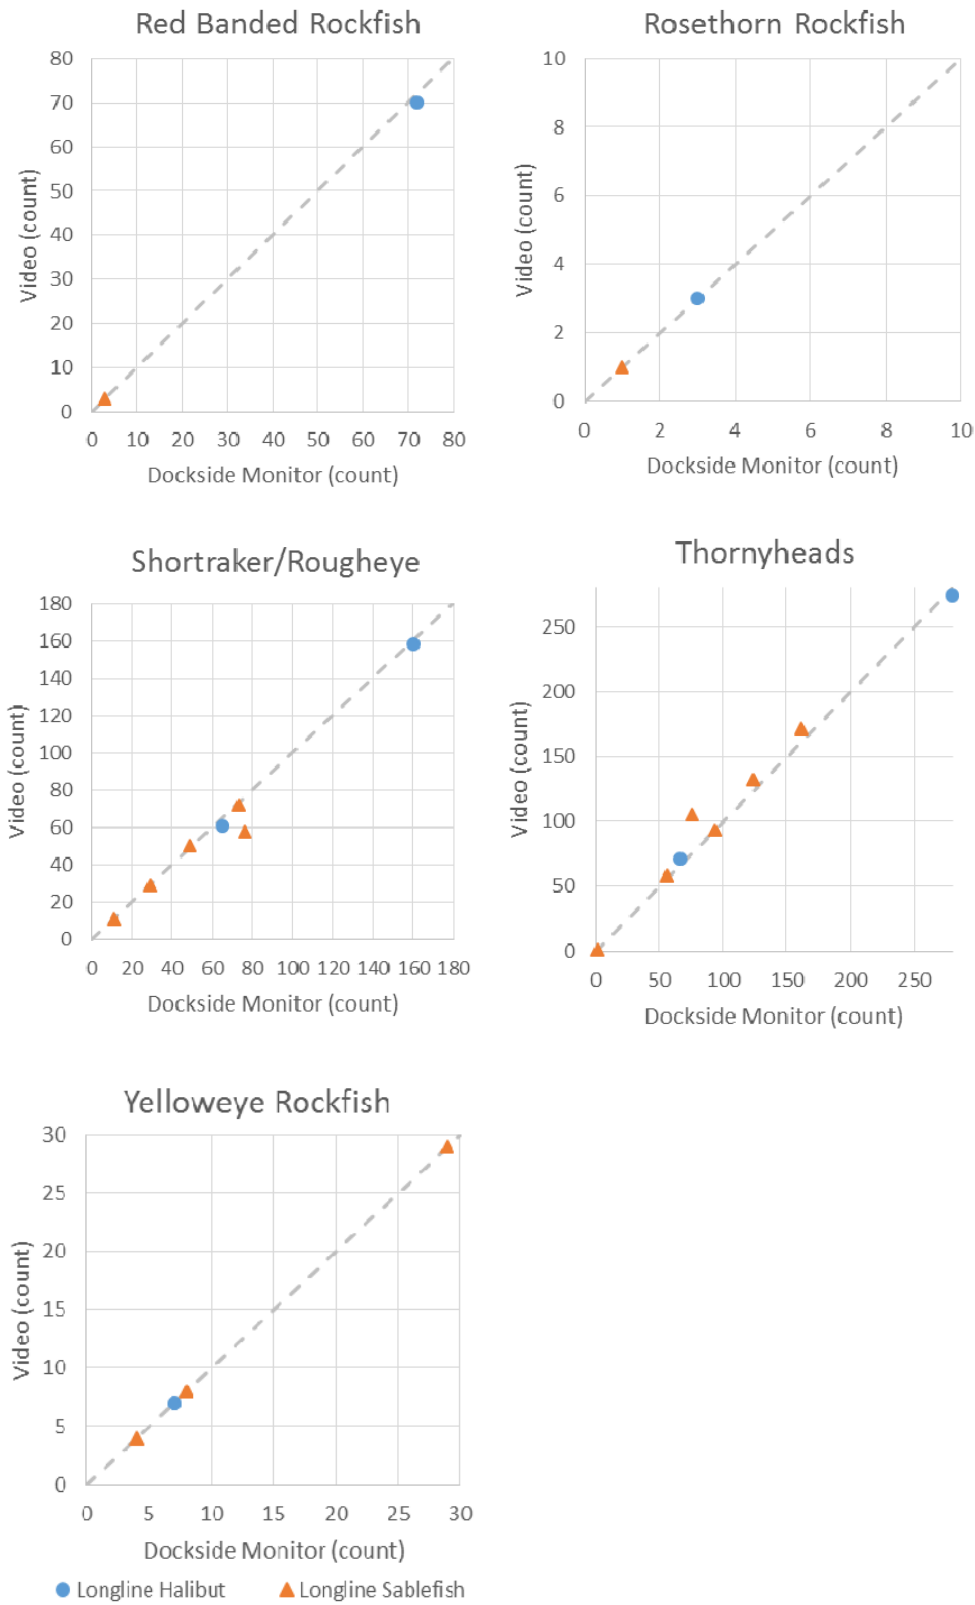 Red Banded Rockfish
80
70
60
50
40
30
20
10
0
Video (count)
0 10 20 30 40 50 60 70 80
Dockside Monitor (count)
Rosethorn Rockfish
10
8
6
4
2
0
Video (count)
0 2 4 6 8 10
Dockside Monitor (count)
Shortraker/Rougheye
180
160
140
120
100
80
60
40
20
0
Video (count)
0 20 40 60 80 100 120 140 160 180
Dockside Monitor (count)
Thornyheads
250
200
150
100
50
0
Video (count)
0 50 100 150 200 250
Dockside Monitor (count)
Yelloweye Rockfish
30
25
20
15
10
5
0
Video (count)
0 5 10 15 20 25 30
Dockside Monitor (count)
Longline Halibut Longline Sablefish